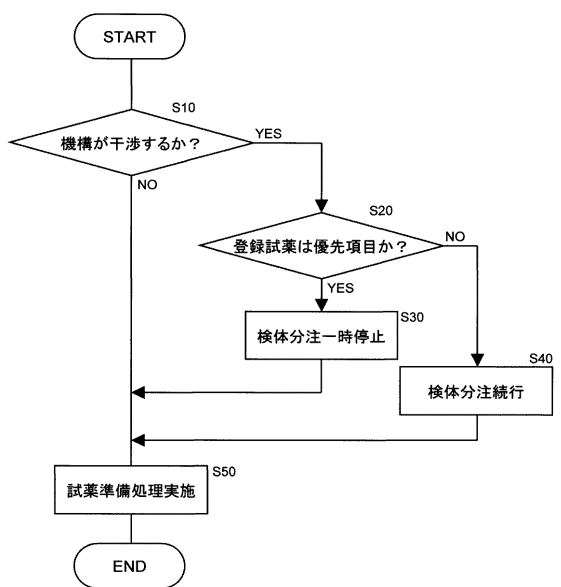 START
S10
機構が干渉するか？
YES
NO
S20
登録試薬は優先項目か？
NO
YES
S30
検体分注一時停止
S40
検体分注続行
S50
試薬準備処理実施
END